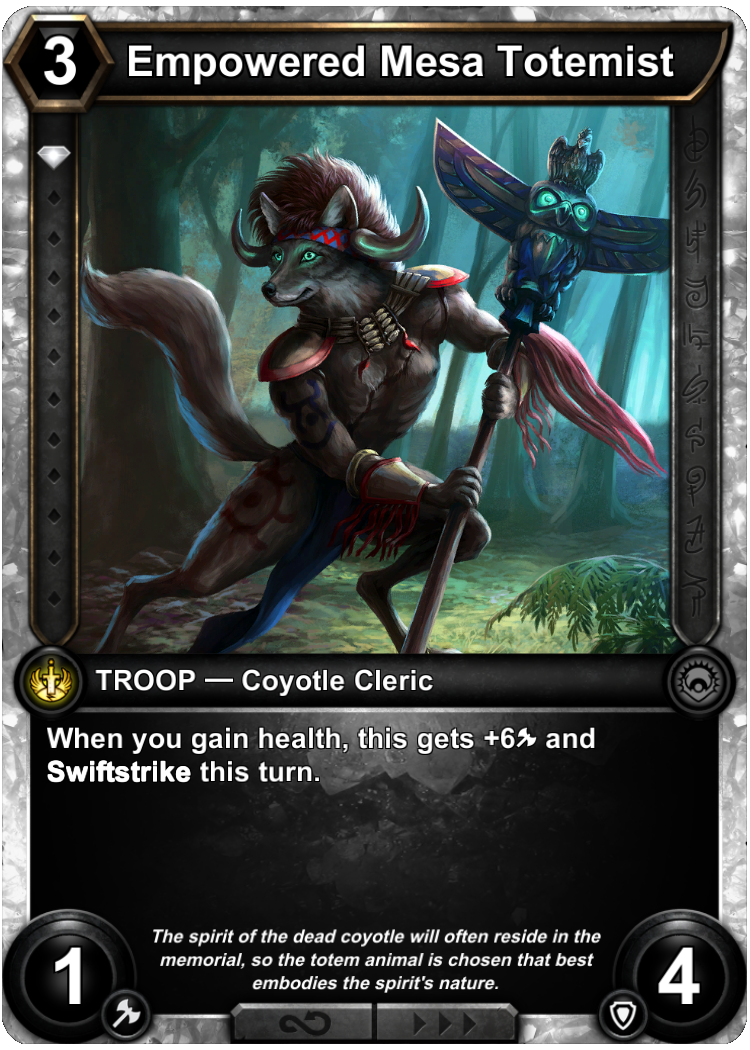 3
Empowered Mesa Totemist
TROOP — Coyotle Cleric
When you gain health, this gets +6 and
Swiftstrike this turn.
The spirit of the dead coyotle will often reside in the
memorial, so the totem animal is chosen that best
embodies the spirit's nature.
1
4